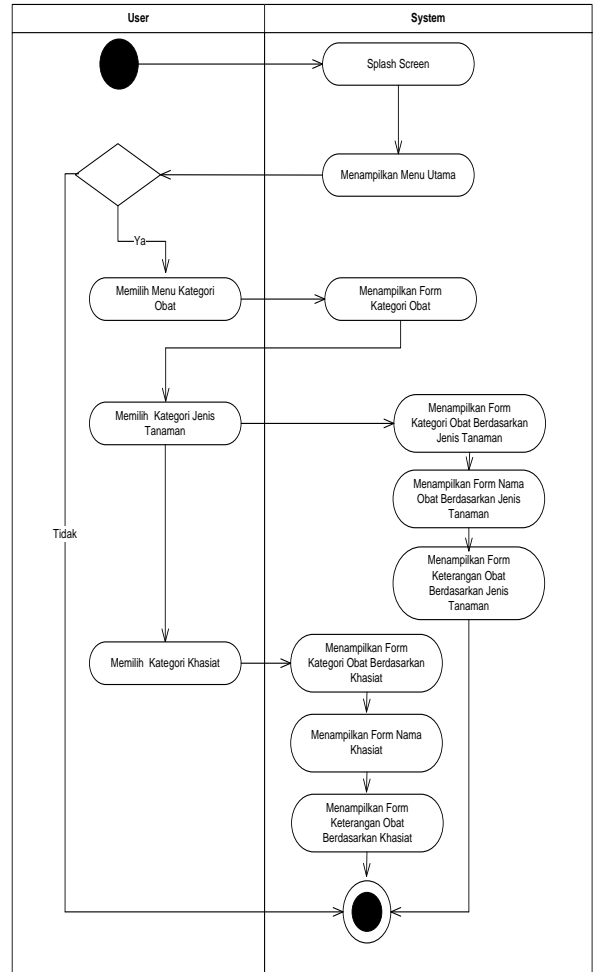 User
System
Splash Screen
Menampilkan Menu Utama
Ya
Memilih Menu Kategori
Obat
Menampilkan Form
Kategori Obat
Memilih Kategori Jenis
Tanaman
Menampilkan Form
Kategori Obat Berdasarkan
Jenis Tanaman
Menampilkan Form Nama
Obat Berdasarkan Jenis
Tanaman
Tidak
Menampilkan Form
Keterangan Obat
Berdasarkan Jenis
Tanaman
Memilih Kategori Khasiat
Menampilkan Form
Kategori Obat Berdasarkan
Khasiat
Menampilkan Form Nama
Khasiat
Menampilkan Form
Keterangan Obat
Berdasarkan Khasiat